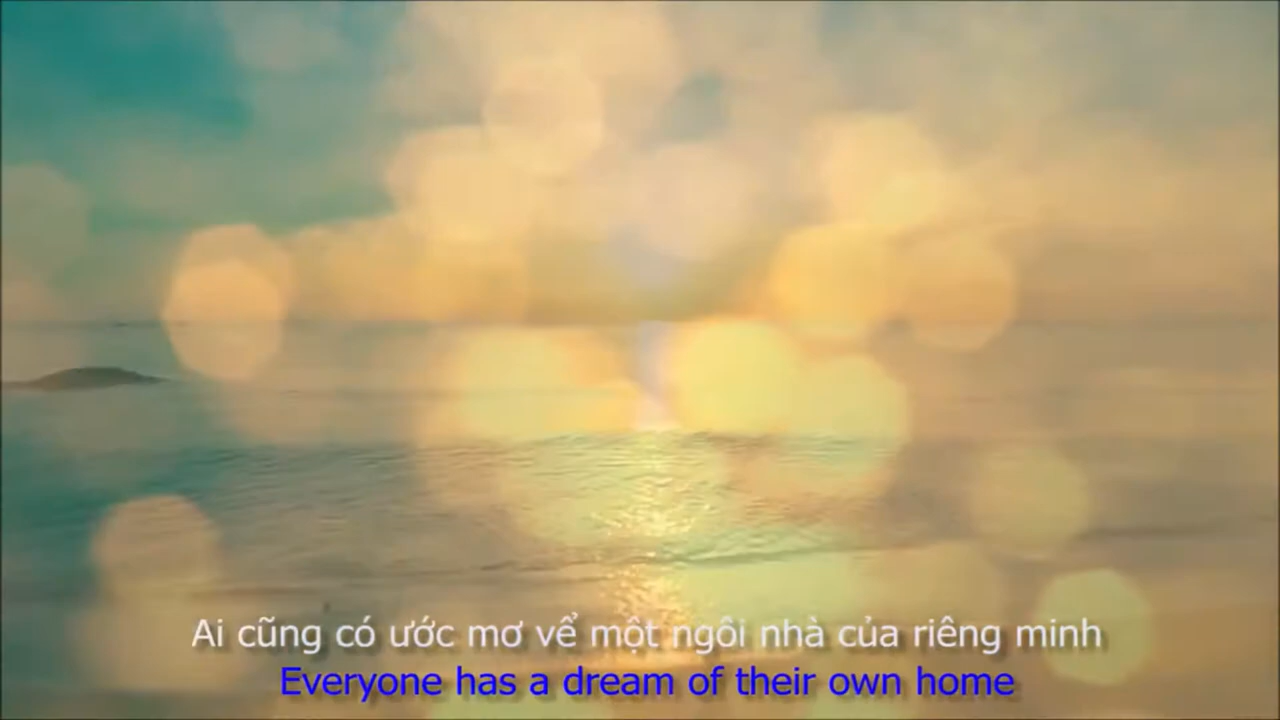 Ai cũng có ước mơ vể một ngôi nhà của riêng minh
Everyone has a dream of their own home